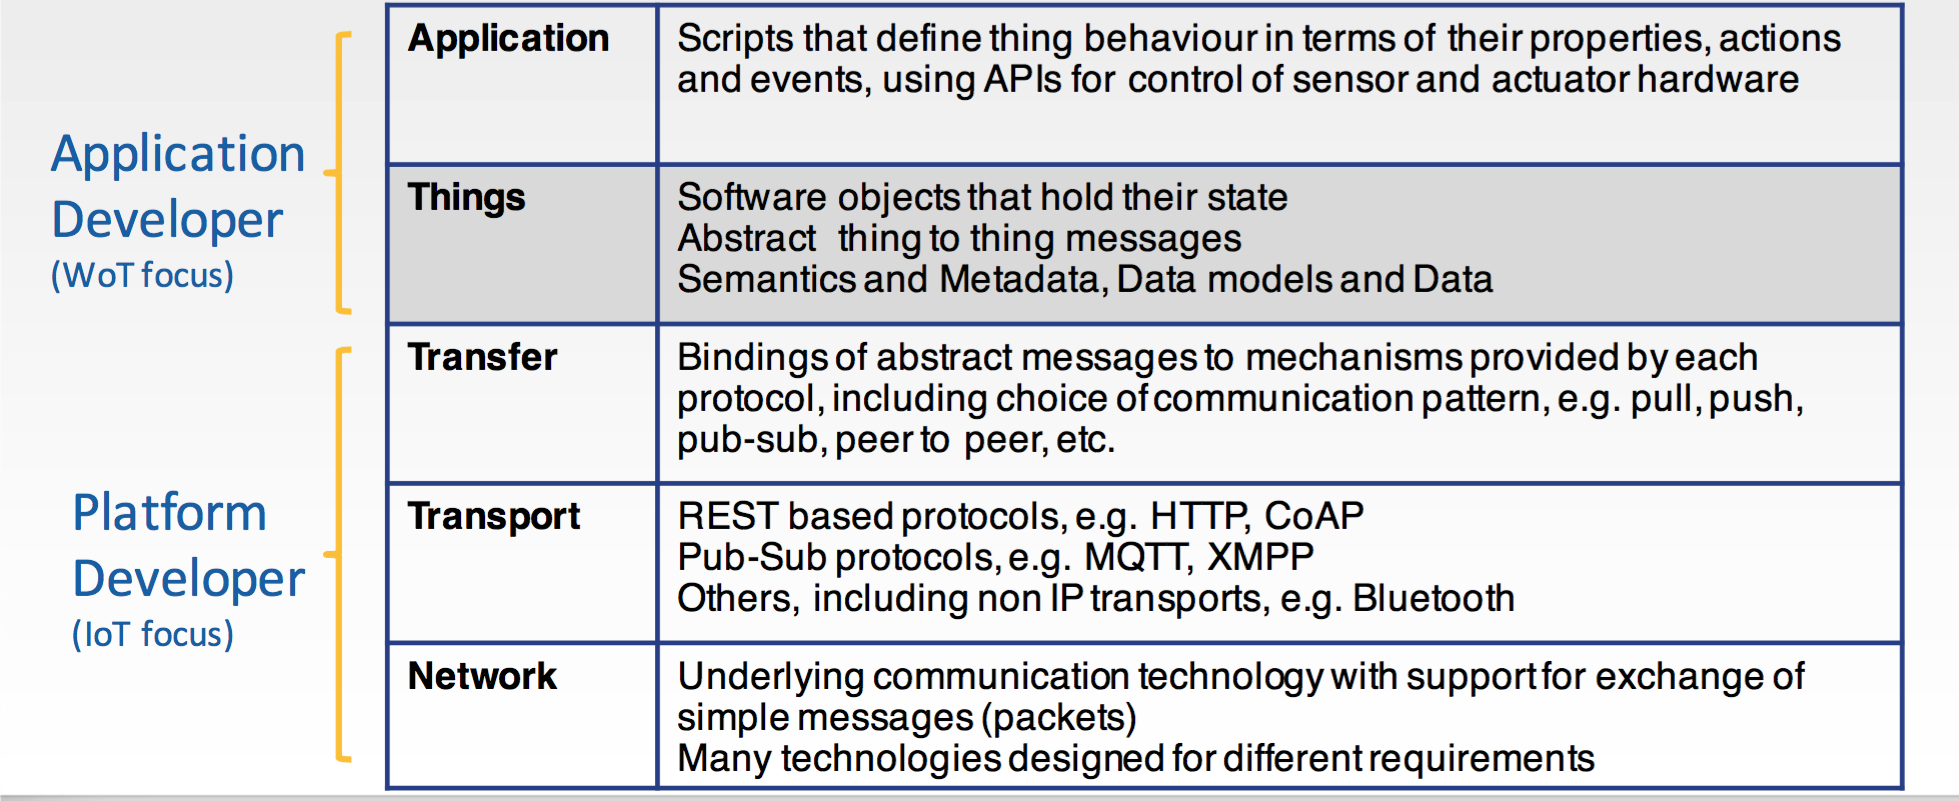 Application
Developer
(WoT focus)
Application
Scripts that define thing behaviour in terms of their properties, actions
and events, using APIs for control of sensor and actuator hardware
Things
Software objects that hold their state
Abstract thing to thing messages
Semantics and Metadata, Data models and Data
Platform
Developer
(IoT focus)
Transfer
Bindings of abstract messages to mechanisms provided by each
protocol, including choice of communication pattern, e.g. pull, push,
pub-sub, peer to peer, etc.
Transport
REST based protocols, e.g. HTTP, CoAP
Pub-Sub protocols, e.g. MQTT, XMPP
Others, including non IP transports, e.g. Bluetooth
Network
Underlying communication technology with support for exchange of
simple messages (packets)
Many technologies designed for different requirements